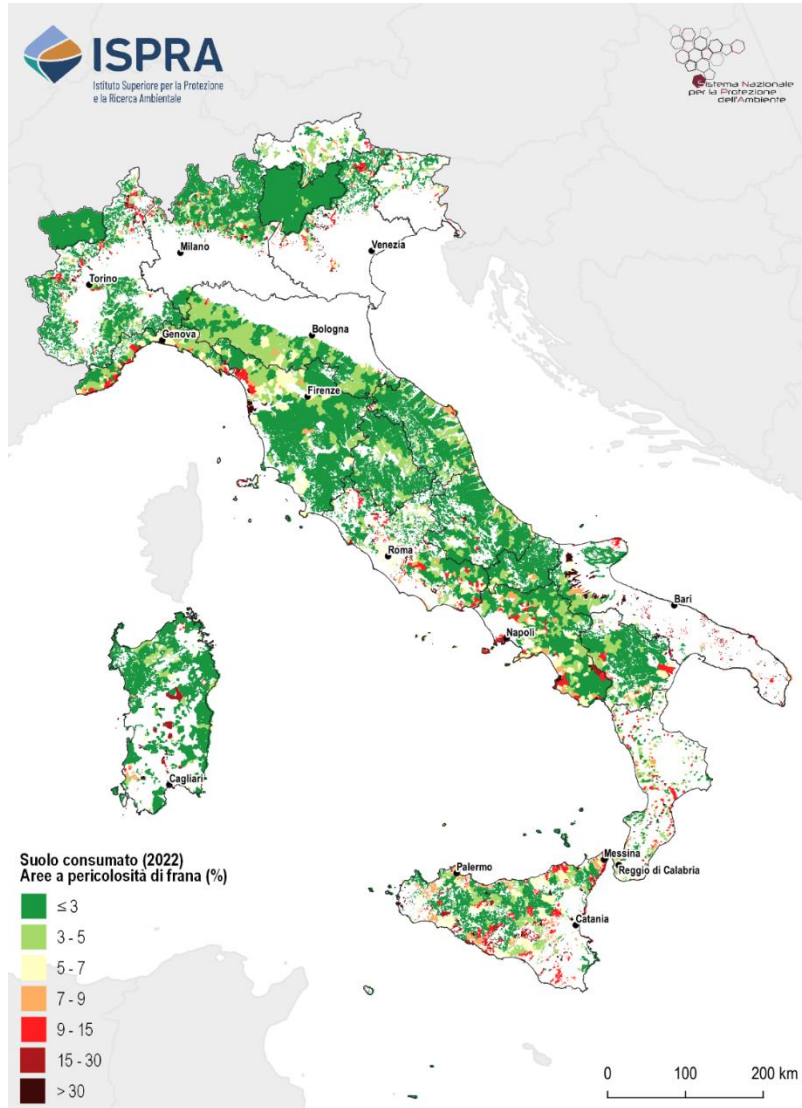 ISPRA
Istituto Superiore per la Protezione
e la Ricerca Ambientale
Sistema Nazionale
per la Protezione
dell'Ambiente
Milano
Venezia
Torino
Genova
Bologna
Firenze
Roma
Bari
Napoli
Cagliari
Messina
Palermo
Reggio di Calabria
Catania
Suolo consumato (2022)
Aree a pericolosità di frana (%)
≤ 3
3 - 5
5 - 7
7 - 9
9 - 15
15 - 30
> 30
0 100 200 km